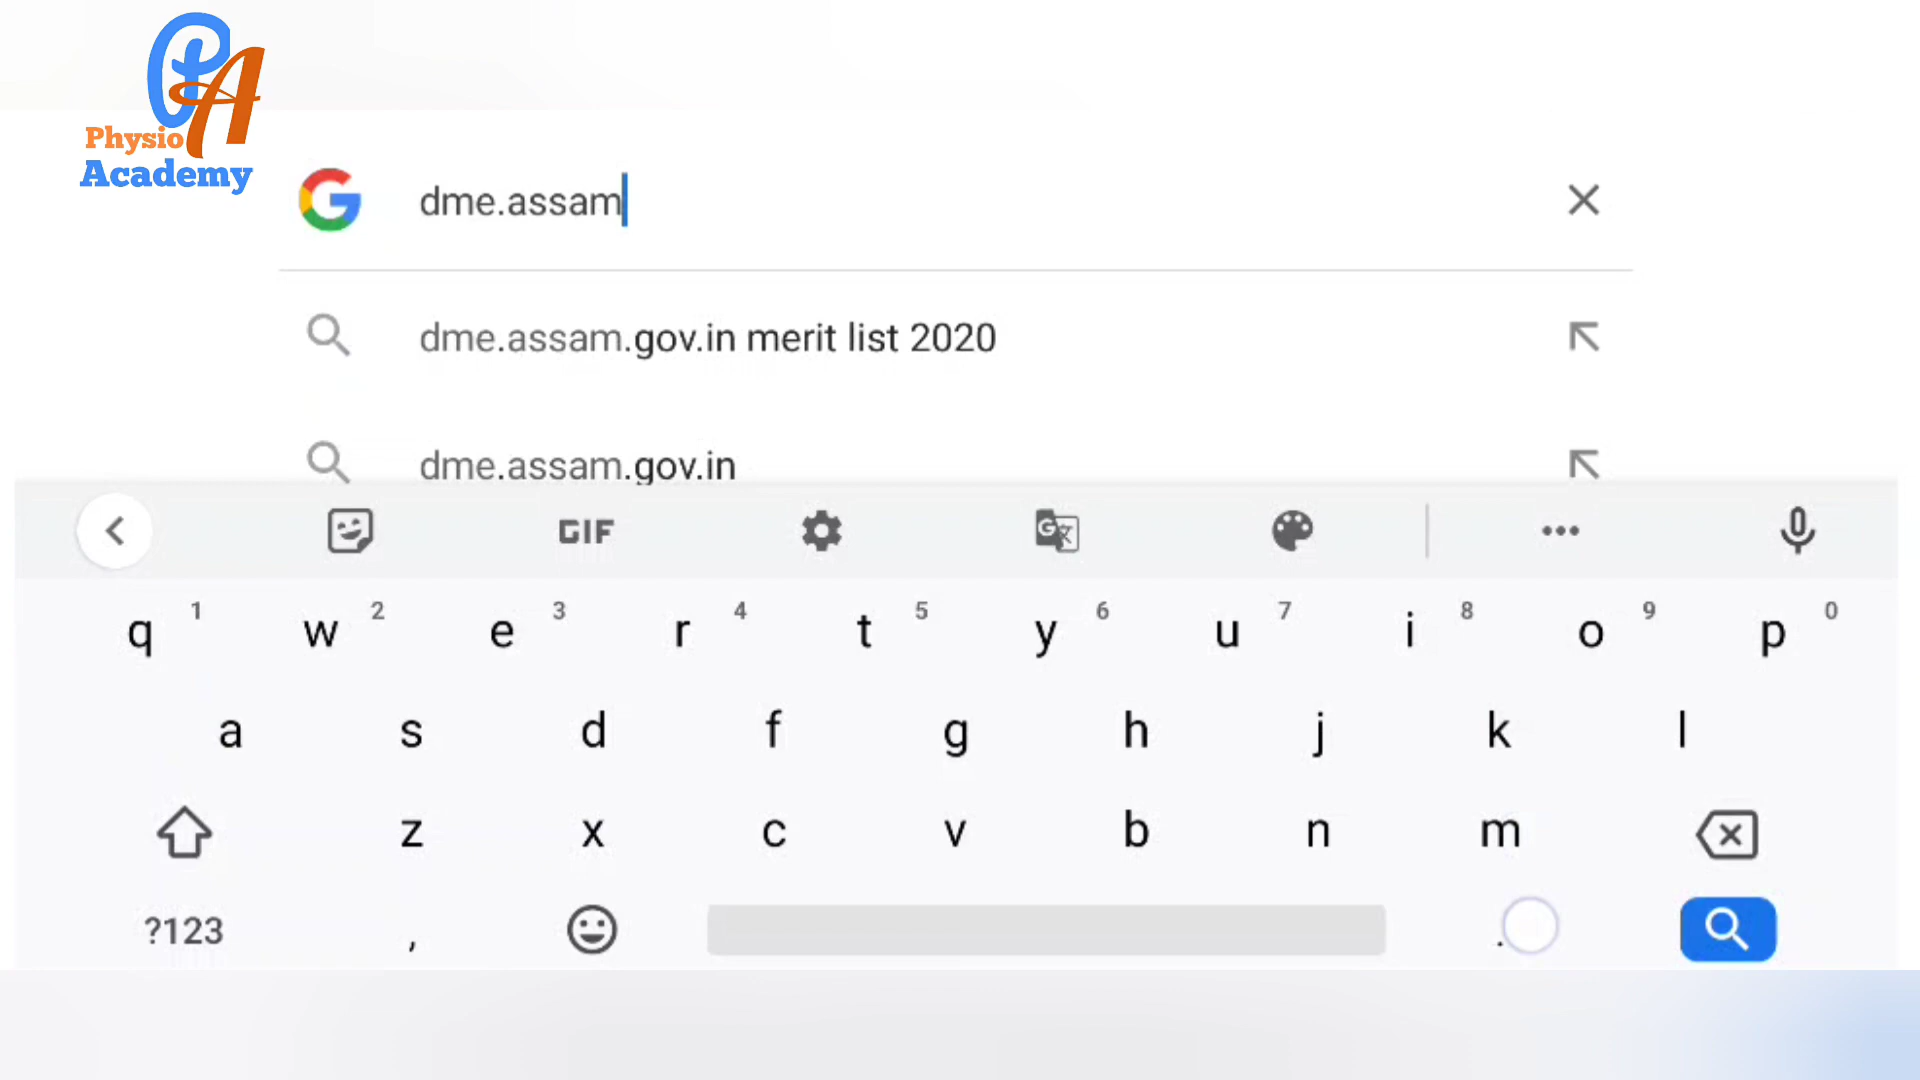 Physio
Academy
dme.assam
dme.assam.gov.in merit list 2020
dme.assam.gov.in
GIF
q 1 w 2 e 3 r 4 t 5 y 6 u 7 i 8 o 9 p 0
a s d f g h j k l
z x c v b n m
?123 , .